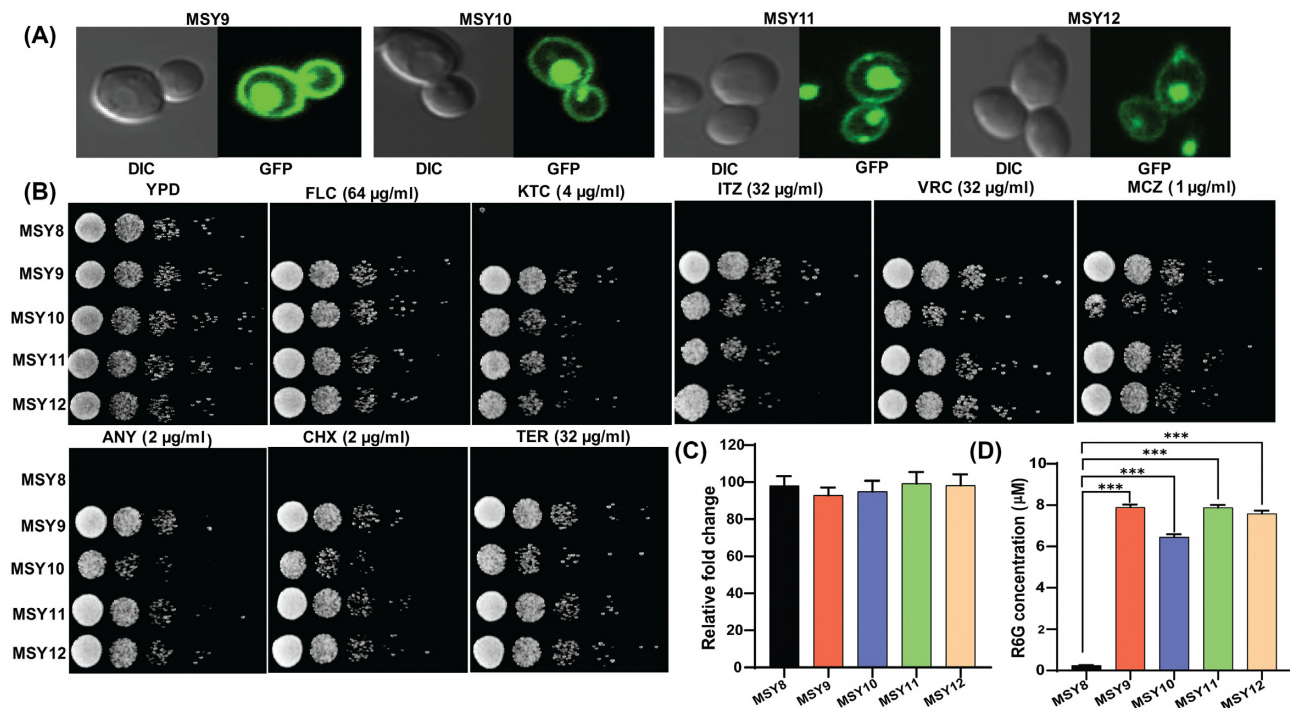 MSY9 MSY10 MSY11 MSY12
(A)
DIC GFP DIC GFP DIC GFP DIC GFP
(B) YPD FLC (64 µg/ml) KTC (4 µg/ml) ITZ (32 µg/ml) VRC (32 µg/ml) MCZ (1 µg/ml)
MSY8
MSY9
MSY10
MSY11
MSY12
ANY (2 µg/ml) CHX (2 µg/ml) TER (32 µg/ml)
MSY8
MSY9
MSY10
MSY11
MSY12
(C)
Relative fold change
120
100
80
60
40
20
0
MSY8 MSY9 MSY10 MSY11 MSY12
(D)
R6G concentration (µM)
10
8
6
4
2
0
***
***
***
***
MSY8 MSY9 MSY10 MSY11 MSY12